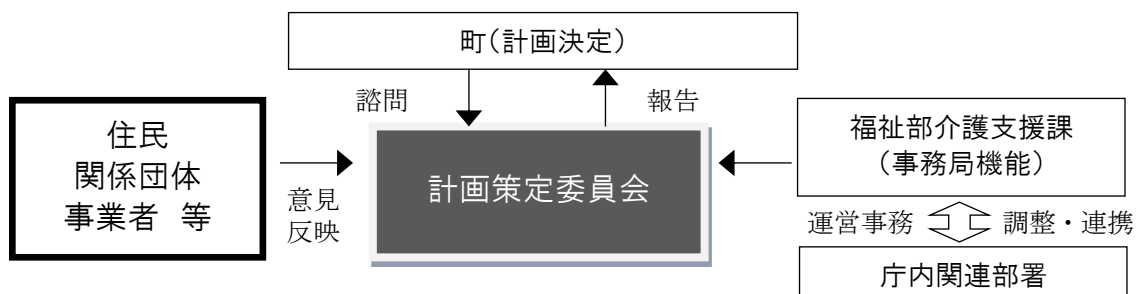 町(計画決定)
諮問
報告
住民
関係団体
事業者 等
意見
反映
計画策定委員会
福祉部介護支援課
(事務局機能)
運営事務
調整・連携
庁内関連部署